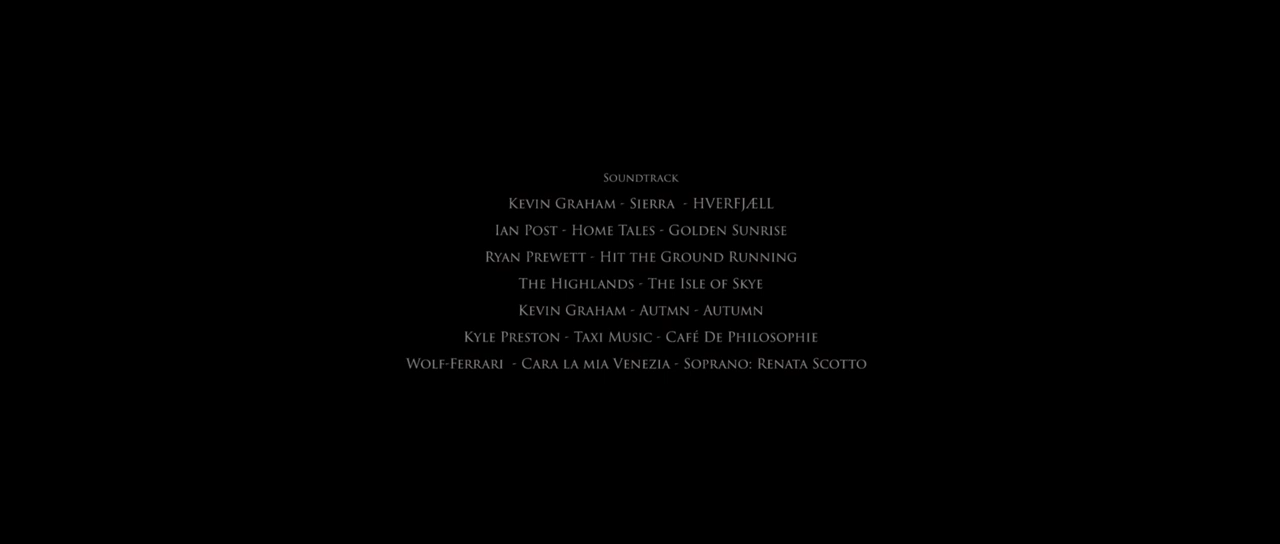 Soundtrack
Kevin Graham - Sierra - HVERFJÆLL
Ian Post - Home Tales - Golden Sunrise
Ryan Prewett - Hit the Ground Running
The Highlands - The Isle of Skye
Kevin Graham - Autmn - Autumn
Kyle Preston - Taxi Music - Café De Philosophie
Wolf-Ferrari - Cara la mia Venezia - Soprano: Renata Scotto